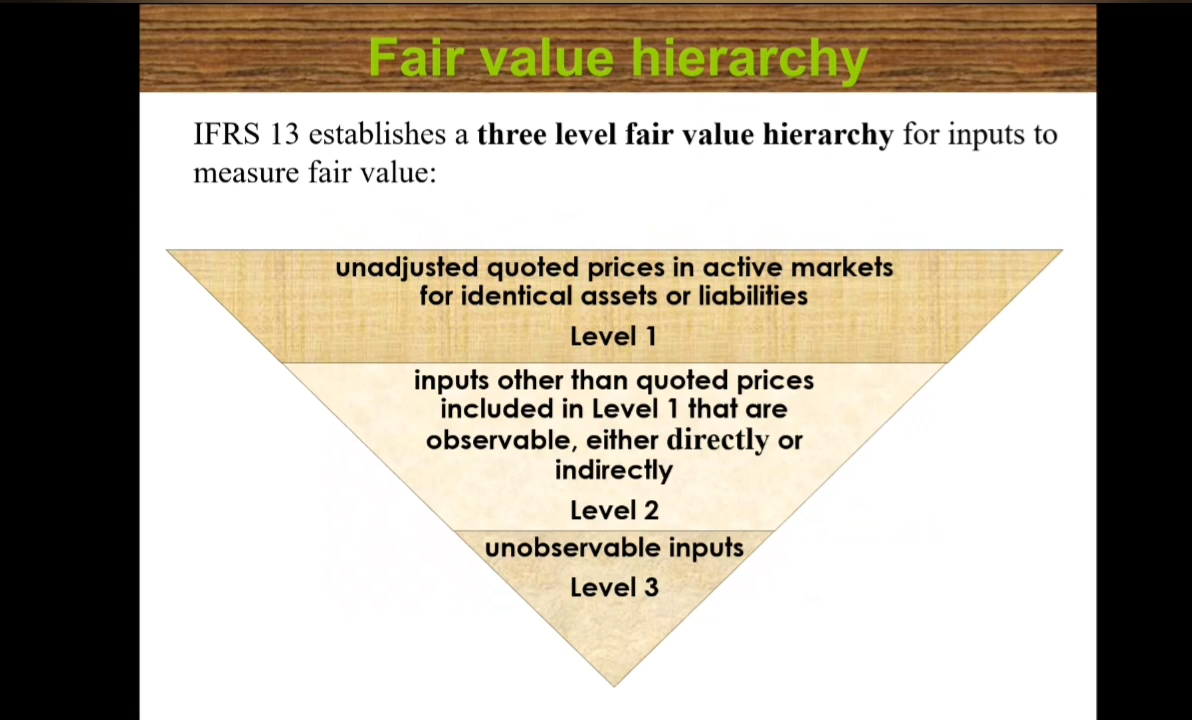 Fair value hierarchy
IFRS 13 establishes a three level fair value hierarchy for inputs to
measure fair value:
unadjusted quoted prices in active markets
for identical assets or liabilities
Level 1
inputs other than quoted prices
included in Level 1 that are
observable, either directly or
indirectly
Level 2
unobservable inputs
Level 3